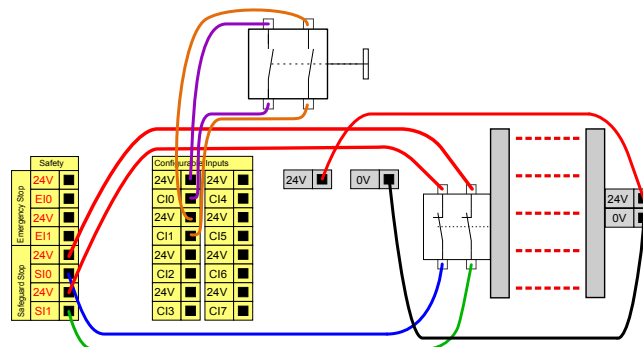 Safety
Emergency Stop
24V
EI0
24V
EI1
Safeguard Stop
24V
SI0
24V
SI1
Configurable Inputs
24V 24V
CI0 CI4
24V 24V
CI1 CI5
24V 24V
CI2 CI6
24V 24V
CI3 CI7
24V 0V
24V
0V